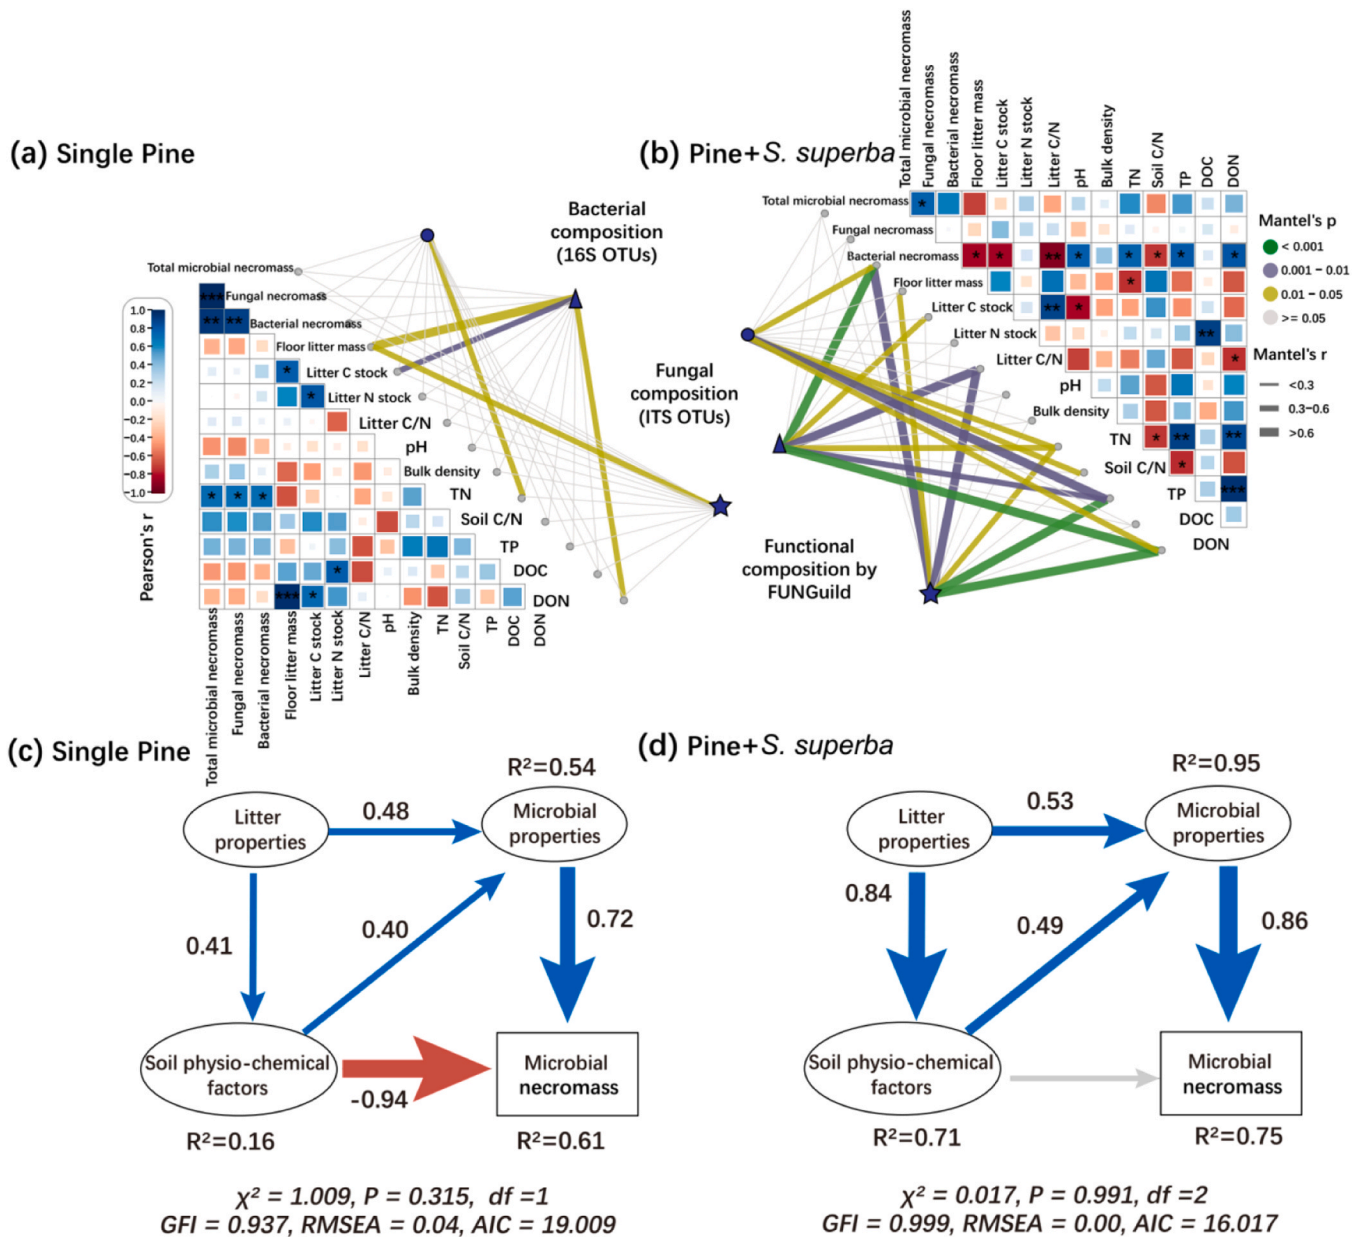 (a) Single Pine
Bacterial
composition
(16S OTUs)
Fungal
composition
(ITS OTUs)
Functional
composition by
FUNGuild
Total microbial necromass
Fungal necromass
Bacterial necromass
Floor litter mass
Litter C stock
Litter N stock
Litter C/N
pH
Bulk density
TN
Soil C/N
TP
DOC
DON
1.0
0.8
0.6
0.4
0.2
0.0
−0.2
−0.4
−0.6
−0.8
−1.0
Pearson's r
***
**
**
*
*
*
*
*
*
***
*
Total microbial necromass
Fungal necromass
Bacterial necromass
Floor litter mass
Litter C stock
Litter N stock
Litter C/N
pH
Bulk density
TN
Soil C/N
TP
DOC
DON
(b) Pine+S. superba
Total microbial necromass
Fungal necromass
Bacterial necromass
Floor litter mass
Litter C stock
Litter N stock
Litter C/N
pH
Bulk density
TN
Soil C/N
TP
DOC
DON
Total microbial necromass
Fungal necromass
Bacterial necromass
Floor litter mass
Litter C stock
Litter N stock
Litter C/N
pH
Bulk density
TN
Soil C/N
TP
DOC
DON
*
*
*
**
*
*
*
*
*
*
**
*
**
*
*
**
**
*
***
Mantel's p
< 0.001
0.001 − 0.01
0.01 − 0.05
>= 0.05
Mantel's r
<0.3
0.3−0.6
>0.6
(c) Single Pine
R²=0.54
Litter
properties
0.48
Microbial
properties
0.41
0.40
0.72
Soil physio-chemical
factors
-0.94
Microbial
necromass
R²=0.16
R²=0.61
χ² = 1.009, P = 0.315, df =1
GFI = 0.937, RMSEA = 0.04, AIC = 19.009
(d) Pine+S. superba
R²=0.95
Litter
properties
0.53
Microbial
properties
0.84
0.49
0.86
Soil physio-chemical
factors
Microbial
necromass
R²=0.71
R²=0.75
χ² = 0.017, P = 0.991, df =2
GFI = 0.999, RMSEA = 0.00, AIC = 16.017